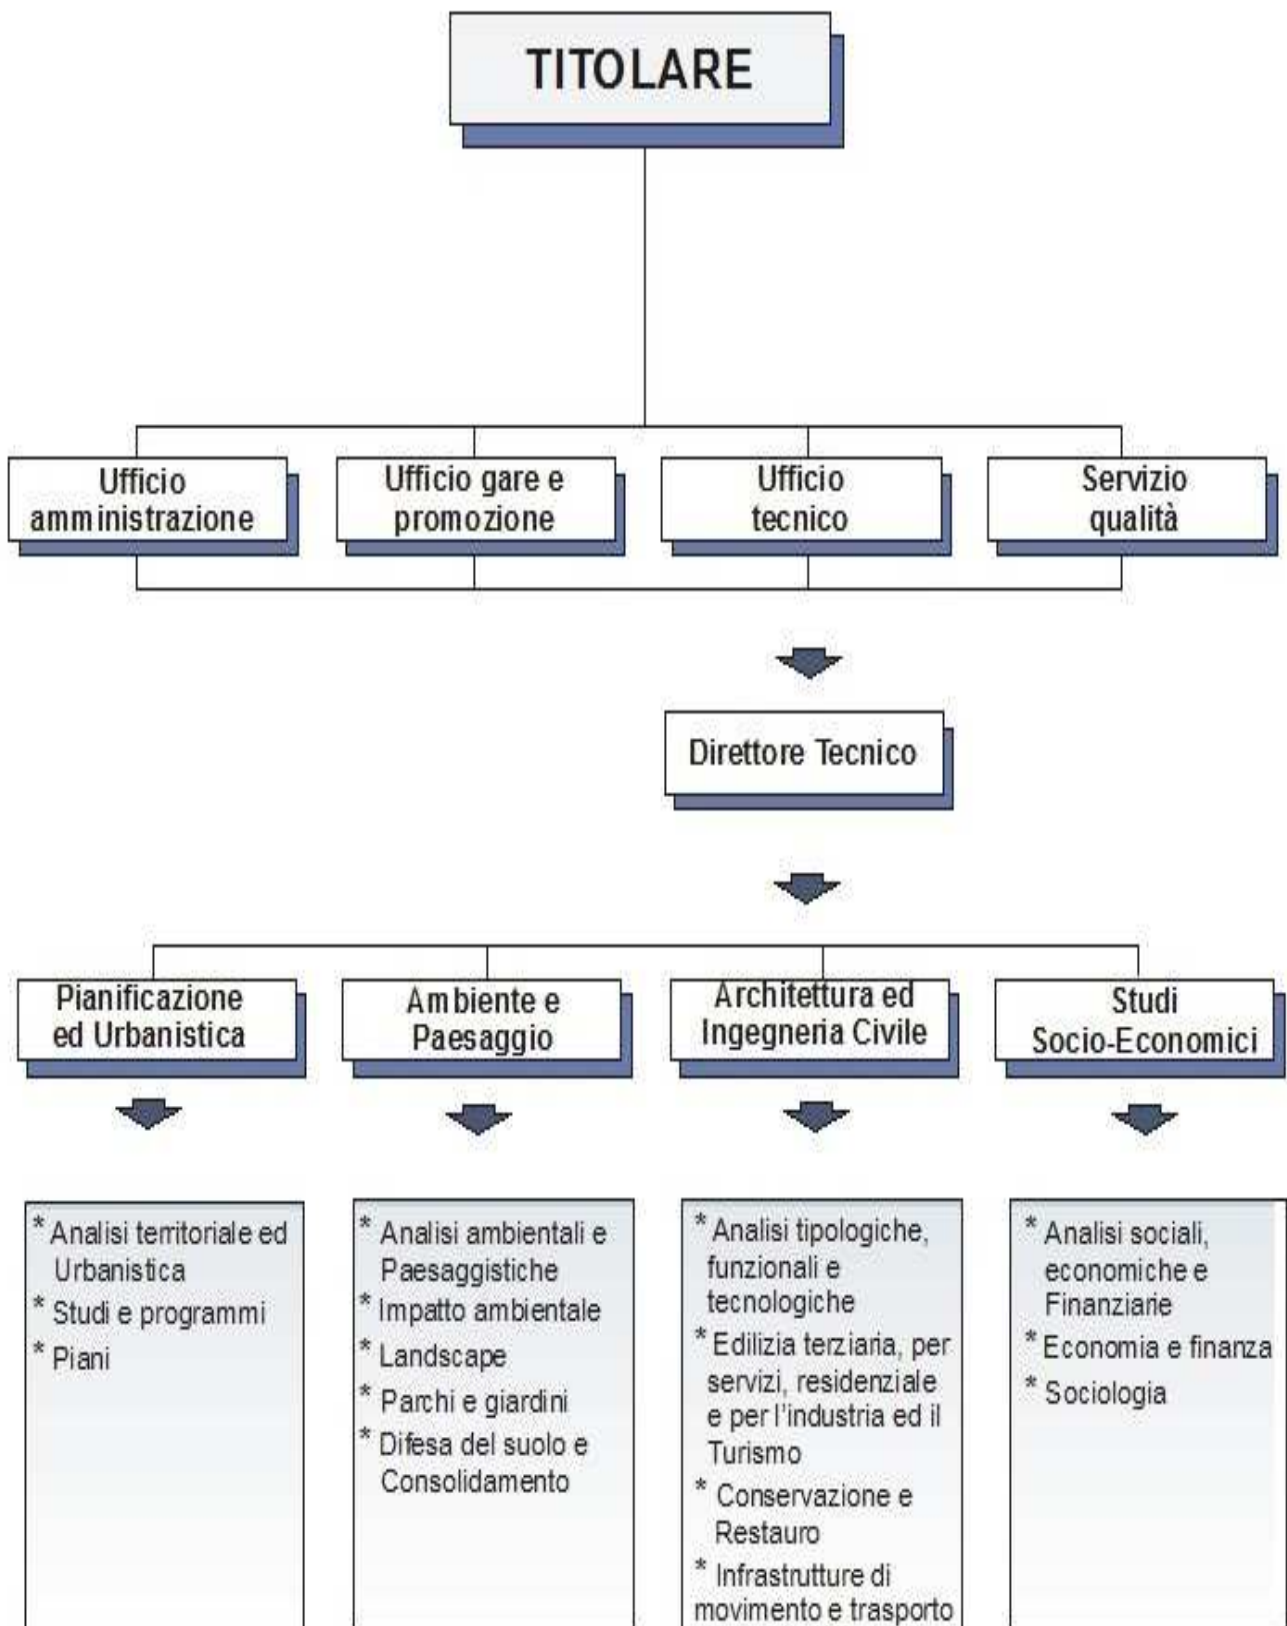 TITOLARE
Ufficio
amministrazione
Ufficio gare e
promozione
Ufficio
tecnico
Servizio
qualità
Direttore Tecnico
Pianificazione
ed Urbanistica
Ambiente e
Paesaggio
Architettura ed
Ingegneria Civile
Studi
Socio-Economici
* Analisi territoriale ed
Urbanistica
* Studi e programmi
* Piani
* Analisi ambientali e
Paesaggistiche
* Impatto ambientale
* Landscape
* Parchi e giardini
* Difesa del suolo e
Consolidamento
* Analisi tipologiche,
funzionali e
tecnologiche
* Edilizia terziaria, per
servizi, residenziale
e per l'industria ed il
Turismo
* Conservazione e
Restauro
* Infrastrutture di
movimento e trasporto
* Analisi sociali,
economiche e
Finanziarie
* Economia e finanza
* Sociologia